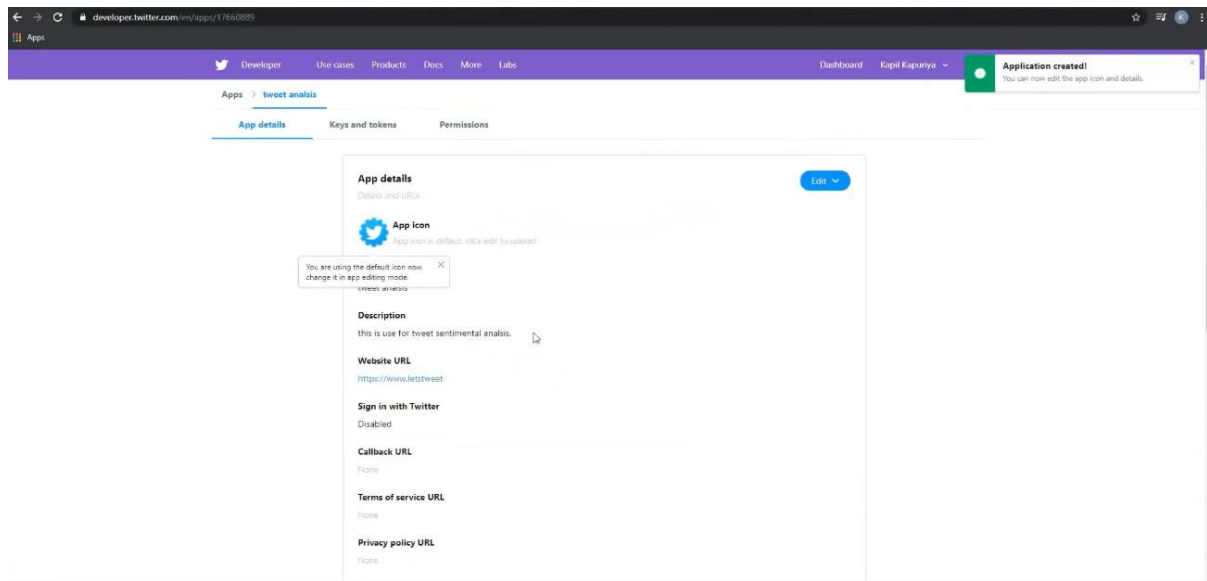 developer.twitter.com/en/apps/17660889
Apps
Developer Use cases Products Docs More Labs Dashboard Kapil Kapuriya
Application created!
You can now edit the app icon and details.
Apps > tweet analsis
App details Keys and tokens Permissions
App details
Edit
Details and URLs
App icon
App icon is default, click edit to upload
You are using the default icon now
change it in app editing mode.
tweet analsis
Description
this is use for tweet sentimental analsis.
Website URL
https://www.letstweet
Sign in with Twitter
Disabled
Callback URL
None
Terms of service URL
None
Privacy policy URL
None